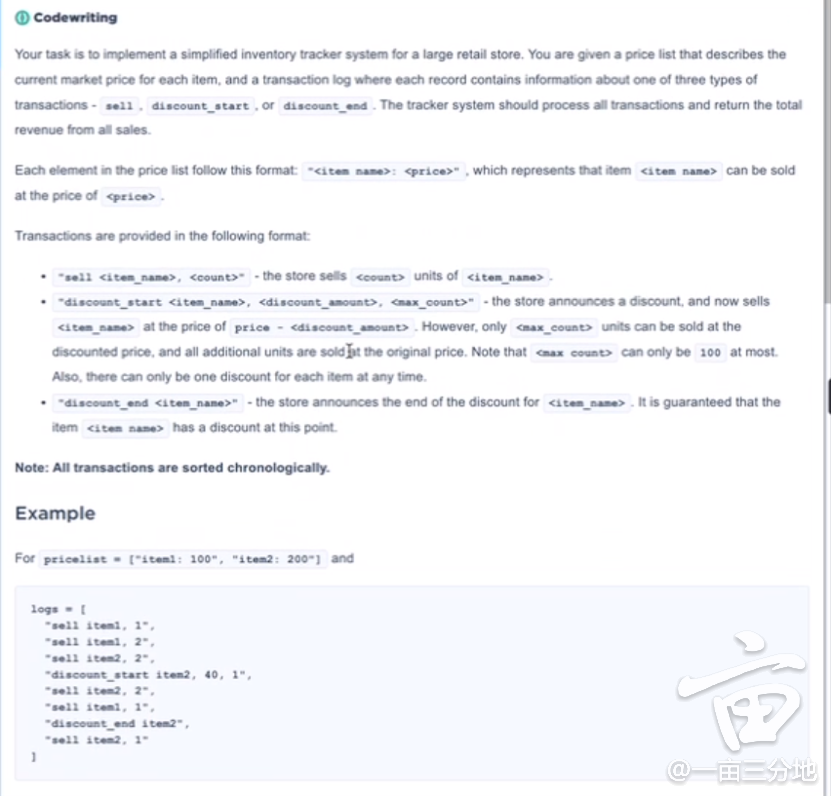 Codewriting
Your task is to implement a simplified inventory tracker system for a large retail store. You are given a price list that describes the
current market price for each item, and a transaction log where each record contains information about one of three types of
transactions - sell , discount_start , or discount_end . The tracker system should process all transactions and return the total
revenue from all sales.
Each element in the price list follow this format: "<item name>: <price>" , which represents that item <item name> can be sold
at the price of <price> .
Transactions are provided in the following format:
• "sell <item_name>, <count>" - the store sells <count> units of <item_name> .
• "discount_start <item_name>, <discount_amount>, <max_count>" - the store announces a discount, and now sells
<item_name> at the price of price - <discount_amount> . However, only <max_count> units can be sold at the
discounted price, and all additional units are sold at the original price. Note that <max count> can only be 100 at most.
Also, there can only be one discount for each item at any time.
• "discount_end <item_name>" - the store announces the end of the discount for <item_name> . It is guaranteed that the
item <item name> has a discount at this point.
Note: All transactions are sorted chronologically.
Example
For pricelist = ["item1: 100", "item2: 200"] and
logs = [
"sell item1, 1",
"sell item1, 2",
"sell item2, 2",
"discount_start item2, 40, 1",
"sell item2, 2",
"sell item1, 1",
"discount_end item2",
"sell item2, 1"
]
亩
@一亩三分地